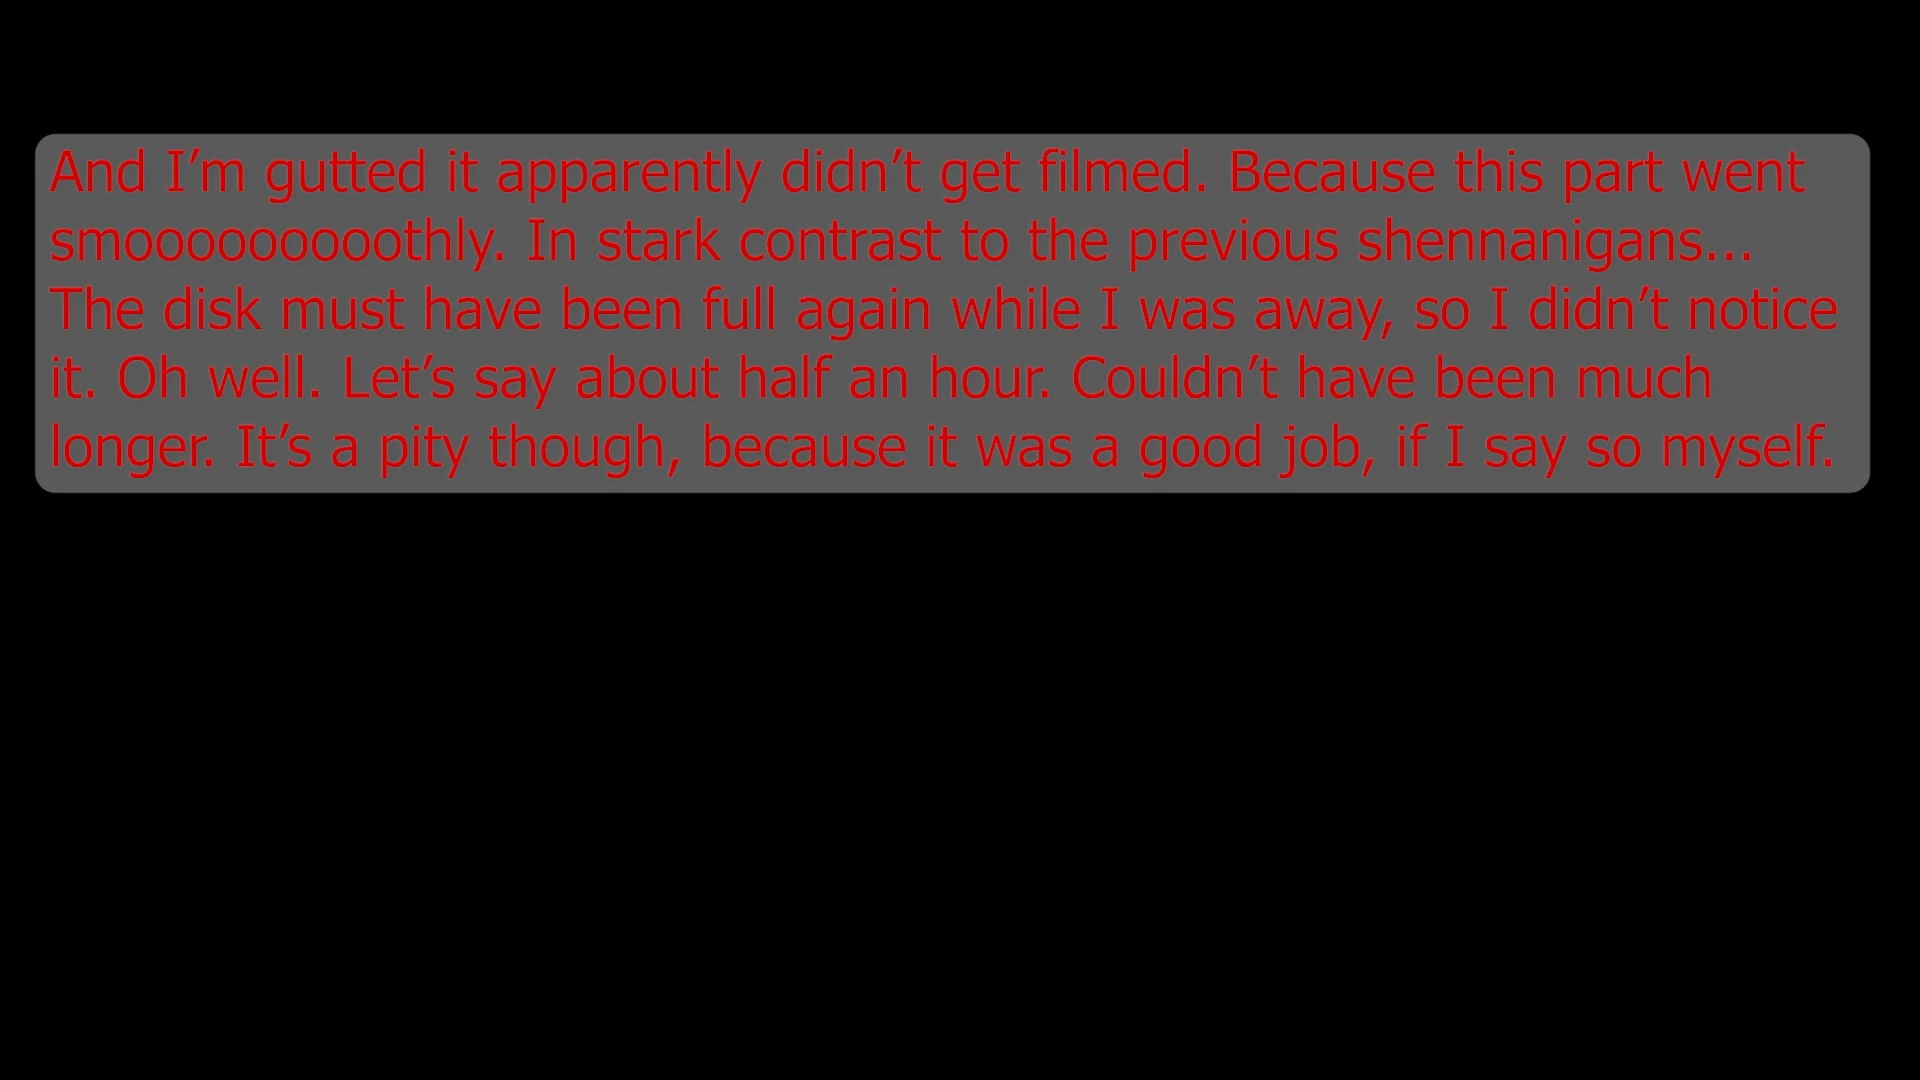 And I’m gutted it apparently didn’t get filmed. Because this part went
smooooooooothly. In stark contrast to the previous shennanigans...
The disk must have been full again while I was away, so I didn’t notice
it. Oh well. Let’s say about half an hour. Couldn’t have been much
longer. It’s a pity though, because it was a good job, if I say so myself.